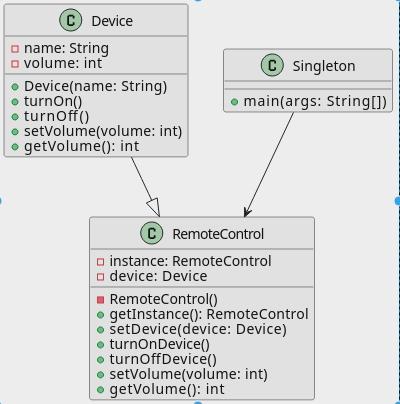 C Device
name: String
volume: int
Device(name: String)
turnOn()
turnOff()
setVolume(volume: int)
getVolume(): int
C Singleton
main(args: String[])
C RemoteControl
instance: RemoteControl
device: Device
RemoteControl()
getInstance(): RemoteControl
setDevice(device: Device)
turnOnDevice()
turnOffDevice()
setVolume(volume: int)
getVolume(): int